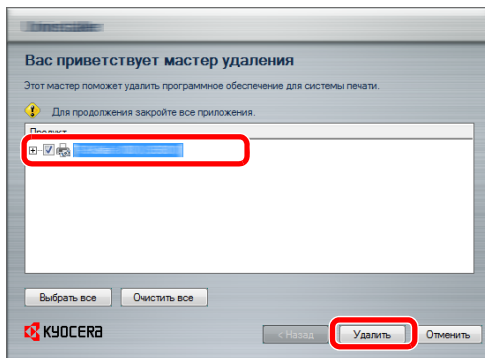 Вас приветствует мастер удаления
Этот мастер поможет удалить программное обеспечение для системы печати.
Для продолжения закройте все приложения.
Продукт
Выбрать все
Очистить все
KYOCERA
< Назад
Удалить
Отменить